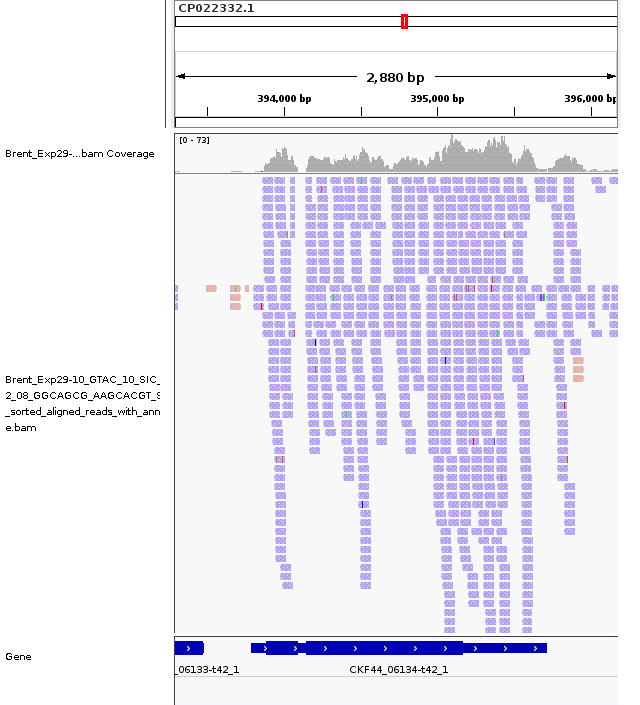 CP022332.1
2,880 bp
394,000 bp
395,000 bp
396,000 bp
[0 - 73]
Brent_Exp29-...bam Coverage
Brent_Exp29-10_GTAC_10_SIC_
2_08_GGCAGCG_AAGCACGT_S
_sorted_aligned_reads_with_ann
e.bam
Gene
_06133-t42_1
CKF44_06134-t42_1